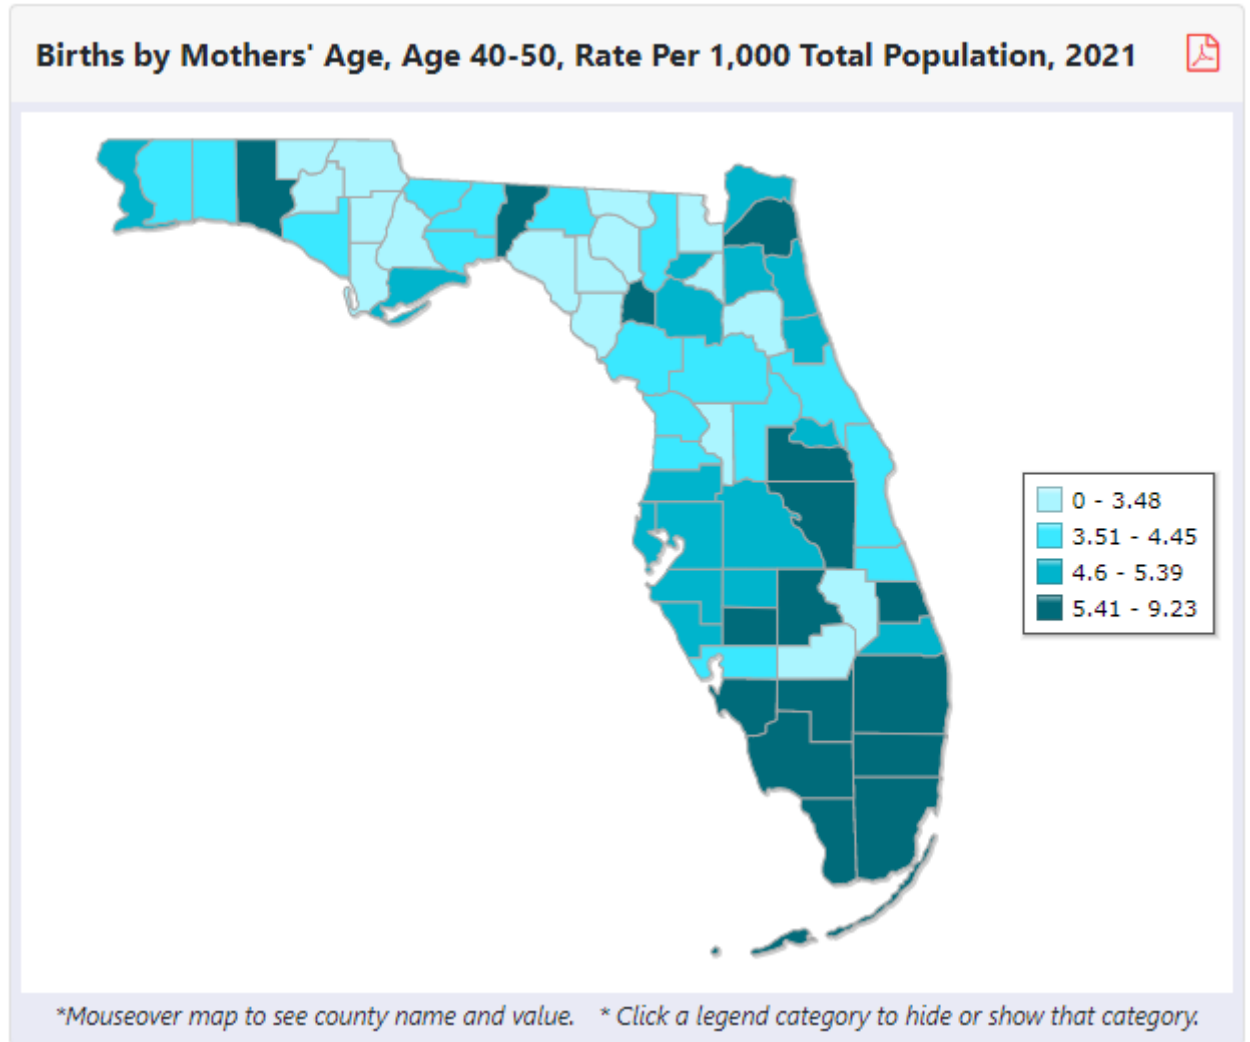 Births by Mothers' Age, Age 40-50, Rate Per 1,000 Total Population, 2021
0 - 3.48
3.51 - 4.45
4.6 - 5.39
5.41 - 9.23
*Mouseover map to see county name and value. * Click a legend category to hide or show that category.